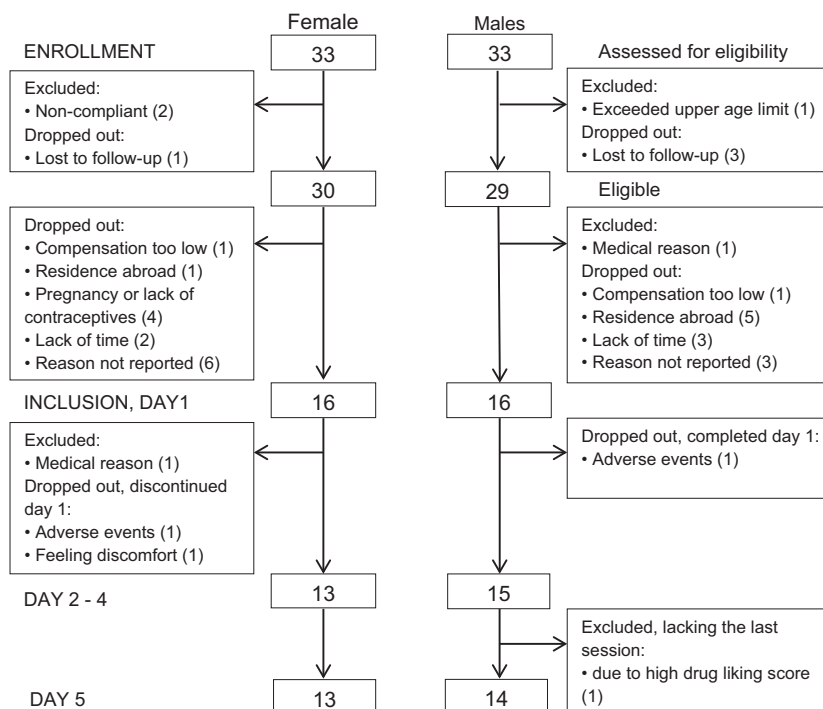 Female
Males
ENROLLMENT
33
33
Assessed for eligibility
Excluded:
• Non-compliant (2)
Dropped out:
• Lost to follow-up (1)
Excluded:
• Exceeded upper age limit (1)
Dropped out:
• Lost to follow-up (3)
30
29
Eligible
Dropped out:
• Compensation too low (1)
• Residence abroad (1)
• Pregnancy or lack of
contraceptives (4)
• Lack of time (2)
• Reason not reported (6)
Excluded:
• Medical reason (1)
Dropped out:
• Compensation too low (1)
• Residence abroad (5)
• Lack of time (3)
• Reason not reported (3)
INCLUSION, DAY1
16
16
Excluded:
• Medical reason (1)
Dropped out, discontinued
day 1:
• Adverse events (1)
• Feeling discomfort (1)
Dropped out, completed day 1:
• Adverse events (1)
DAY 2 - 4
13
15
Excluded, lacking the last
session:
• due to high drug liking score
(1)
DAY 5
13
14